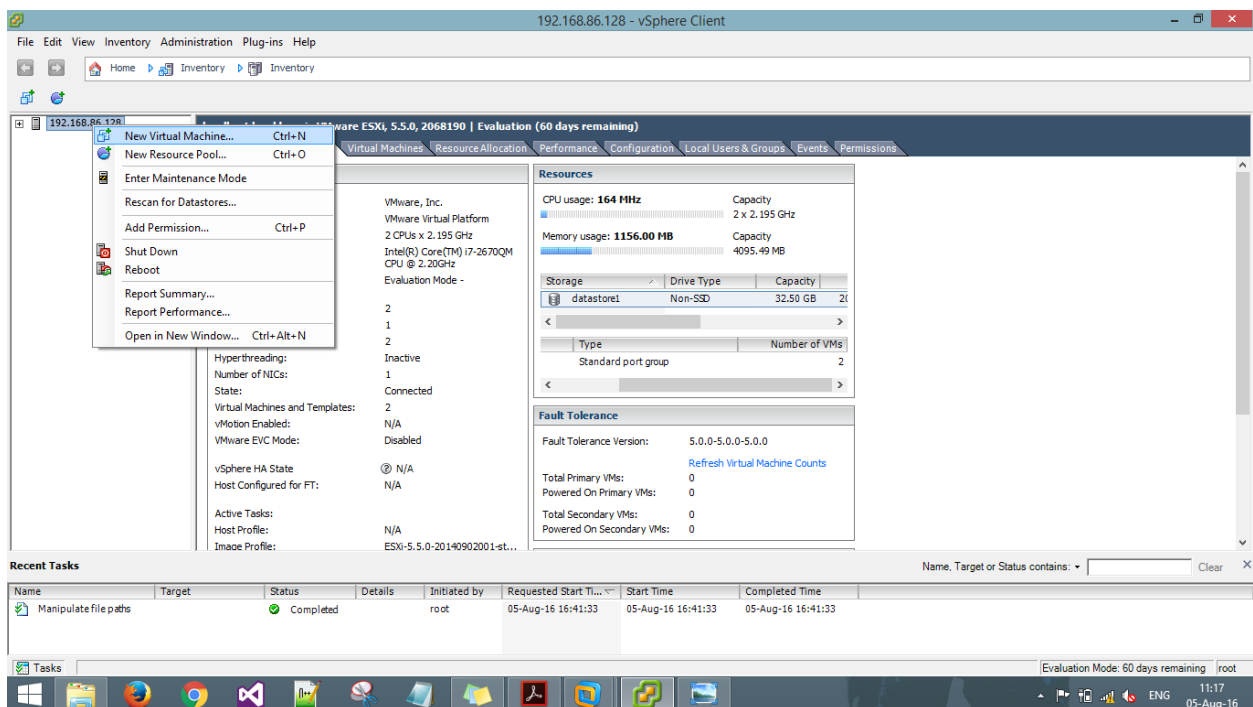 192.168.86.128 - vSphere Client
File Edit View Inventory Administration Plug-ins Help
Home Inventory Inventory
192.168.86.128
VMware ESXi, 5.5.0, 2068190 | Evaluation (60 days remaining)
Virtual Machines Resource Allocation Performance Configuration Local Users & Groups Events Permissions
New Virtual Machine... Ctrl+N
New Resource Pool... Ctrl+O
Enter Maintenance Mode
Rescan for Datastores...
Add Permission... Ctrl+P
Shut Down
Reboot
Report Summary...
Report Performance...
Open in New Window... Ctrl+Alt+N
VMware, Inc.
VMware Virtual Platform
2 CPUs x 2.195 GHz
Intel(R) Core(TM) i7-2670QM
CPU @ 2.20GHz
Evaluation Mode -
2
1
2
Hyperthreading: Inactive
Number of NICs: 1
State: Connected
Virtual Machines and Templates: 2
vMotion Enabled: N/A
VMware EVC Mode: Disabled
vSphere HA State N/A
Host Configured for FT: N/A
Active Tasks:
Host Profile: N/A
Image Profile: ESXi-5.5.0-20140902001-st...
Resources
CPU usage: 164 MHz Capacity
2 x 2.195 GHz
Memory usage: 1156.00 MB Capacity
4095.49 MB
Storage Drive Type Capacity
datastore1 Non-SSD 32.50 GB 20
Type Number of VMs
Standard port group 2
Fault Tolerance
Fault Tolerance Version: 5.0.0-5.0.0-5.0.0
Refresh Virtual Machine Counts
Total Primary VMs: 0
Powered On Primary VMs: 0
Total Secondary VMs: 0
Powered On Secondary VMs: 0
Recent Tasks
Name, Target or Status contains: Clear
Name Target Status Details Initiated by Requested Start Ti... Start Time Completed Time
Manipulate file paths Completed root 05-Aug-16 16:41:33 05-Aug-16 16:41:33 05-Aug-16 16:41:33
Tasks
Evaluation Mode: 60 days remaining root
ENG
11:17
05-Aug-16